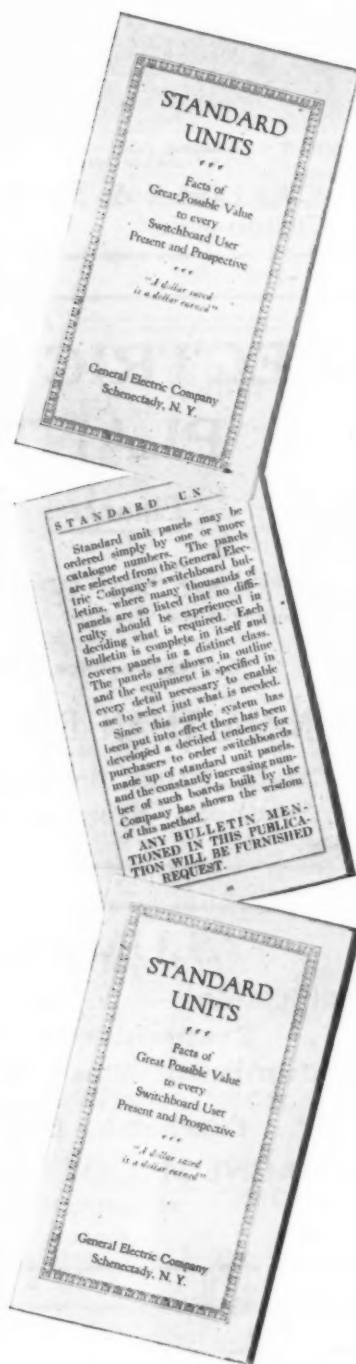 STANDARD
UNITS
Facts of
Great Possible Value
to every
Switchboard User
Present and Prospective
"A dollar saved
is a dollar earned"
General Electric Company
Schenectady, N. Y.
STANDARD UN
Standard unit panels may be
ordered simply by one or more
catalogue numbers. The panels
are selected from the General Elec-
tric Company's switchboard bul-
letins, where many thousands of
panels are so listed that no diffi-
culty should be experienced in
deciding what is required. Each
bulletin is complete in itself and
covers panels in a distinct class.
The panels are shown in outline
and the equipment is specified in
every detail necessary to enable
one to select just what is needed.
Since this simple system has
been put into effect there has been
developed a decided tendency for
purchasers to order switchboards
made up of standard unit panels,
and the constantly increasing num-
ber of such boards built by the
Company has shown the wisdom
of this method.
ANY BULLETIN MEN-
TIONED IN THIS PUBLICA-
TION WILL BE FURNISHED
REQUEST.
STANDARD
UNITS
Facts of
Great Possible Value
to every
Switchboard User
Present and Prospective
"A dollar saved
is a dollar earned"
General Electric Company
Schenectady, N. Y.